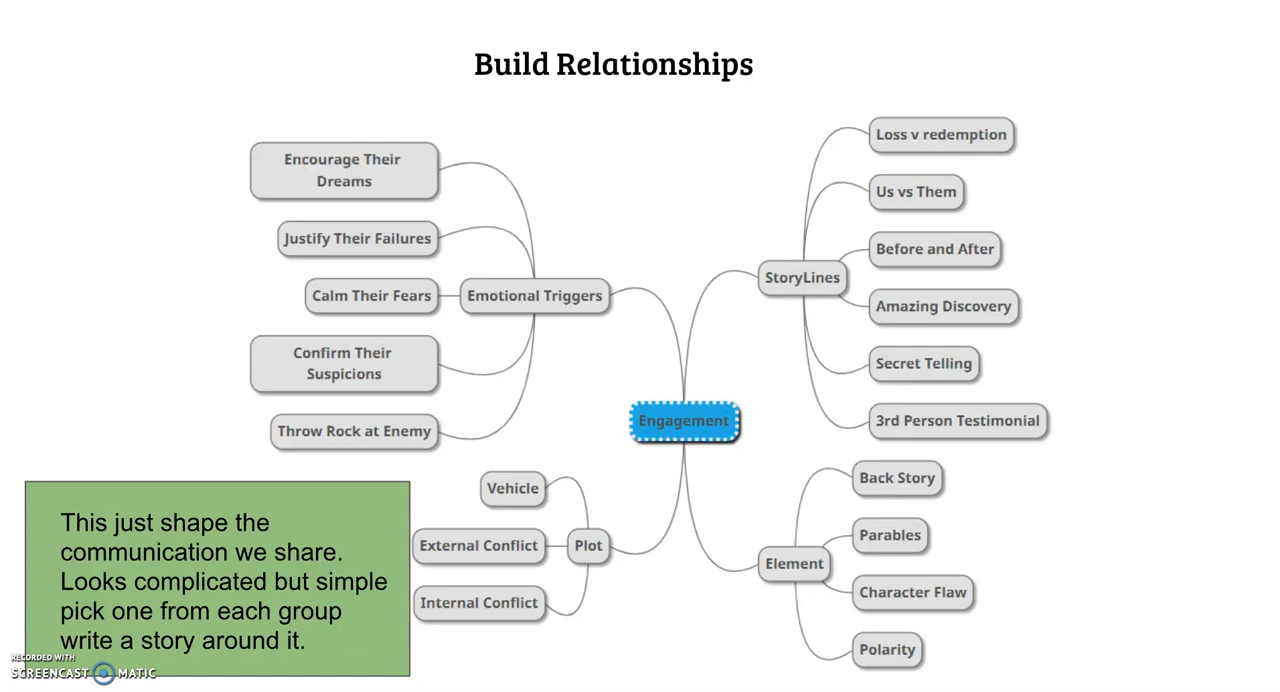 Build Relationships
Encourage Their
Dreams
Justify Their Failures
Calm Their Fears
Confirm Their
Suspicions
Throw Rock at Enemy
Emotional Triggers
Loss v redemption
Us vs Them
Before and After
Amazing Discovery
Secret Telling
3rd Person Testimonial
StoryLines
Engagement
Vehicle
External Conflict
Internal Conflict
Plot
Back Story
Parables
Character Flaw
Polarity
Element
This just shape the
communication we share.
Looks complicated but simple
pick one from each group
write a story around it.
RECORDED WITH
SCREENCAST MATIC